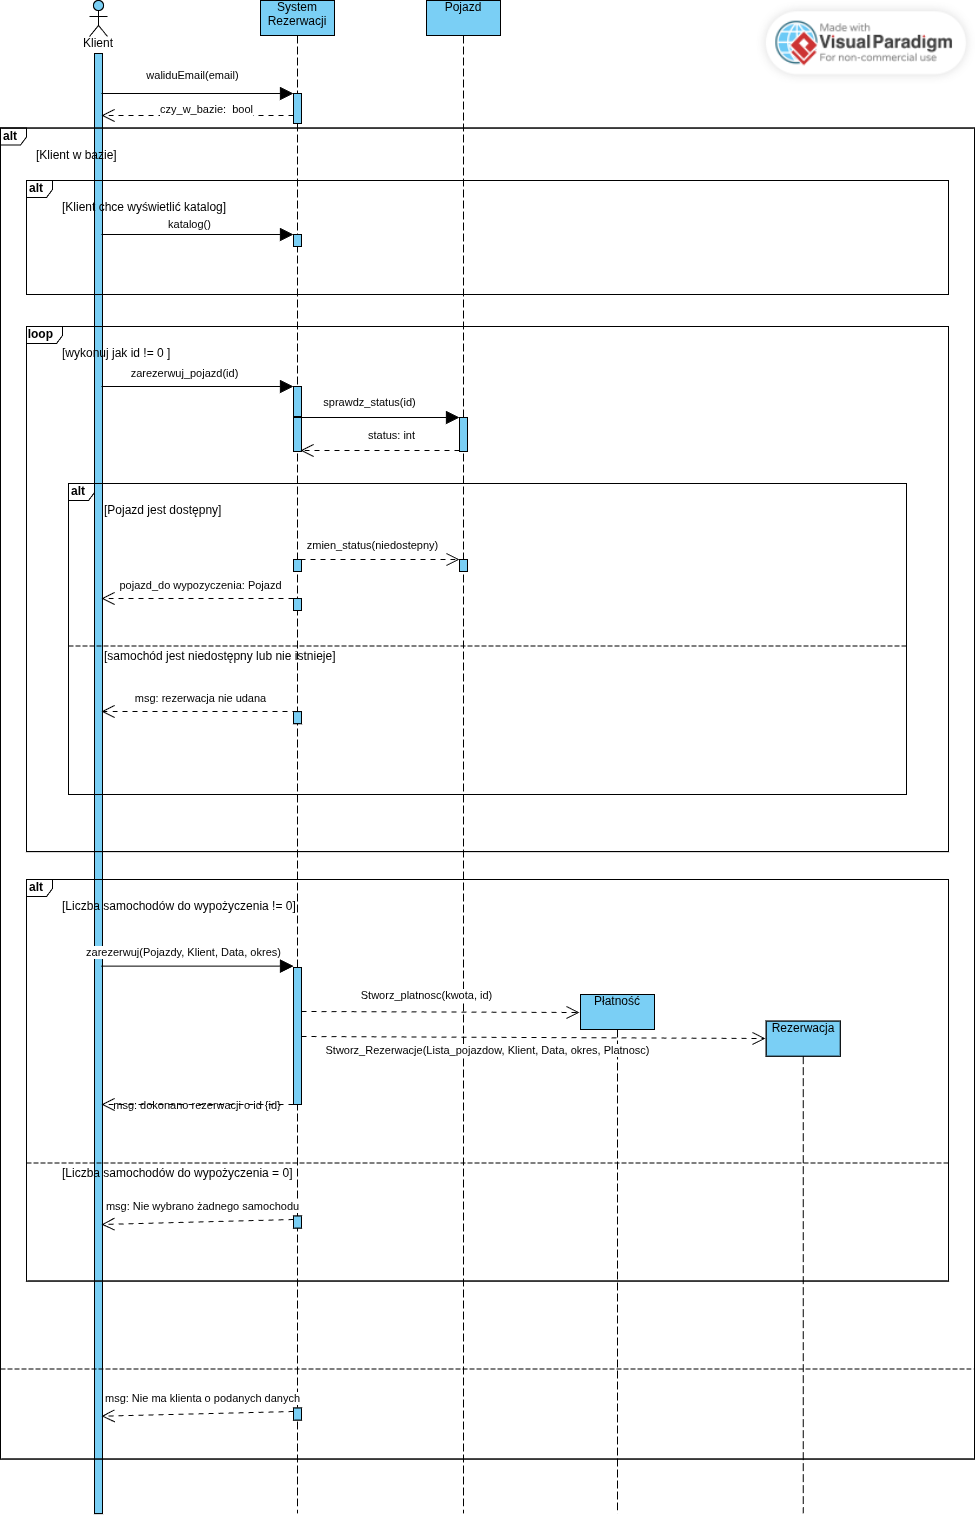 System
Rezerwacji
Pojazd
Klient
Made with
Visual Paradigm
For non-commercial use
waliduEmail(email)
czy_w_bazie:  bool
alt
[Klient w bazie]
alt
[Klient chce wyświetlić katalog]
katalog()
loop
[wykonuj jak id != 0 ]
zarezerwuj_pojazd(id)
sprawdz_status(id)
status: int
alt
[Pojazd jest dostępny]
zmien_status(niedostepny)
pojazd_do wypozyczenia: Pojazd
[samochód jest niedostępny lub nie istnieje]
msg: rezerwacja nie udana
alt
[Liczba samochodów do wypożyczenia != 0]
zarezerwuj(Pojazdy, Klient, Data, okres)
Stworz_platnosc(kwota, id)
Płatność
Rezerwacja
Stworz_Rezerwacje(Lista_pojazdow, Klient, Data, okres, Platnosc)
msg: dokonano rezerwacji o id {id}
[Liczba samochodów do wypożyczenia = 0]
msg: Nie wybrano żadnego samochodu
msg: Nie ma klienta o podanych danych